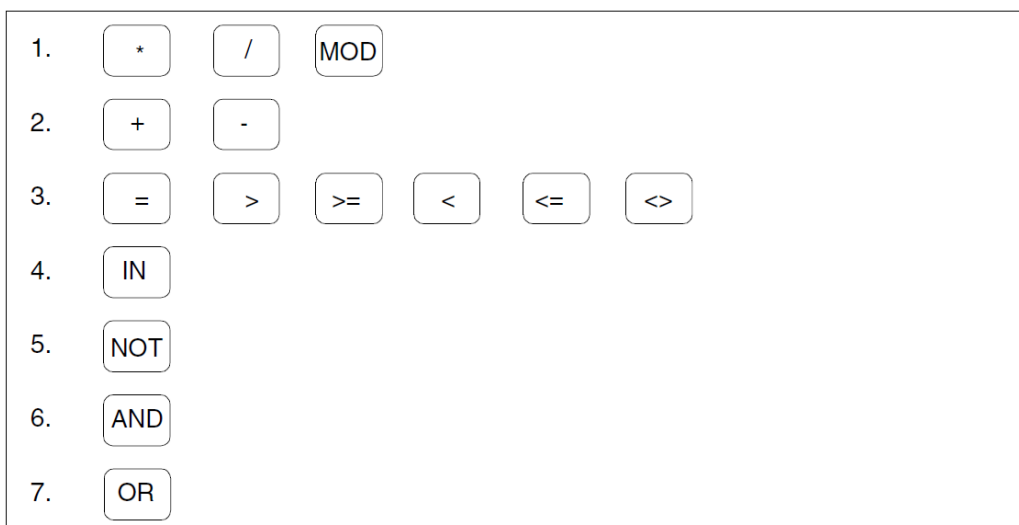 1. * / MOD
2. + -
3. = > >= < <= <>
4. IN
5. NOT
6. AND
7. OR